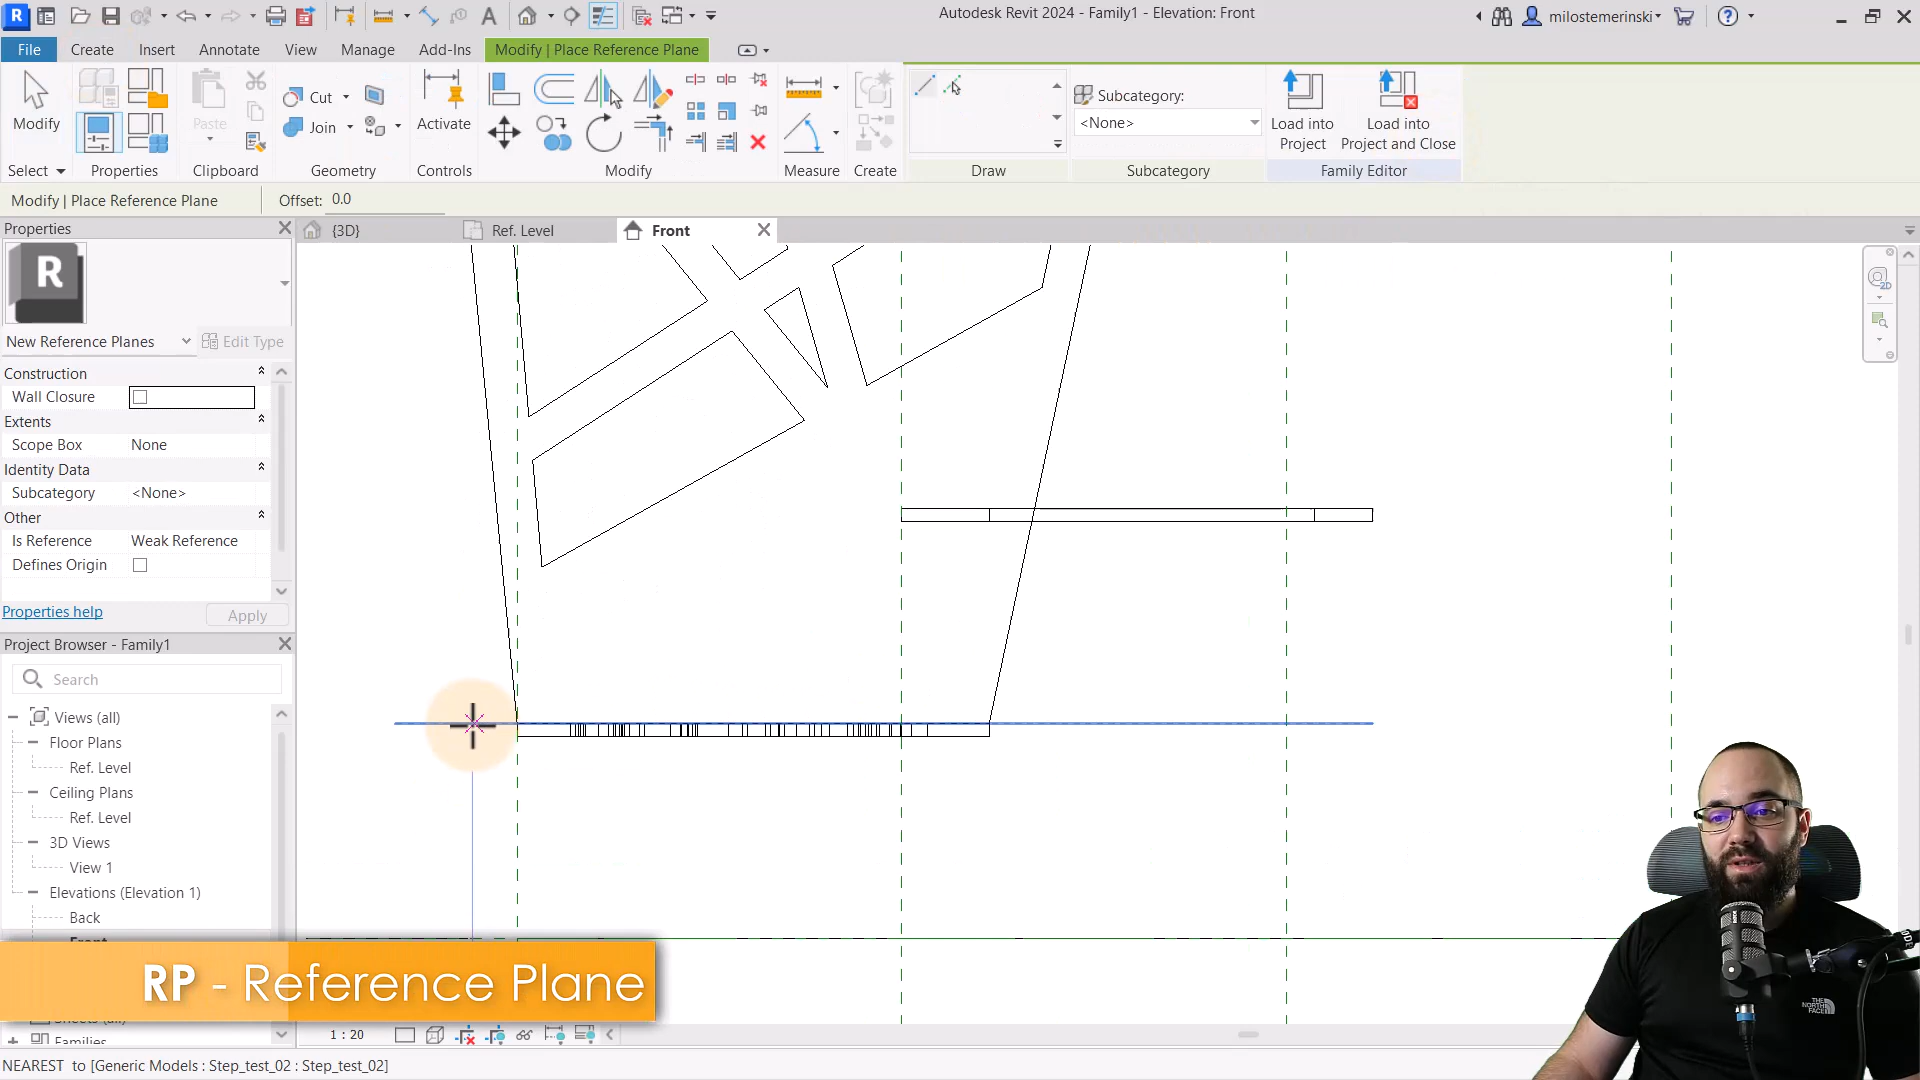 Autodesk Revit 2024 - Family1 - Elevation: Front
milostemerinski
File
Create
Insert
Annotate
View
Manage
Add-Ins
Modify | Place Reference Plane
Modify
Paste
Cut
Join
Activate
Subcategory:
<None>
Load into
Project
Load into
Project and Close
Select
Properties
Clipboard
Geometry
Controls
Modify
Measure
Create
Draw
Subcategory
Family Editor
Modify | Place Reference Plane
Offset: 0.0
Properties
{3D}
Ref. Level
Front
R
New Reference Planes
Edit Type
Construction
Wall Closure
Extents
Scope Box None
Identity Data
Subcategory <None>
Other
Is Reference Weak Reference
Defines Origin
Properties help
Apply
Project Browser - Family1
Search
Views (all)
Floor Plans
Ref. Level
Ceiling Plans
Ref. Level
3D Views
View 1
Elevations (Elevation 1)
Back
Front
RP - Reference Plane
Families
1 : 20
NEAREST to [Generic Models : Step_test_02 : Step_test_02]
THE
NORTH
FACE